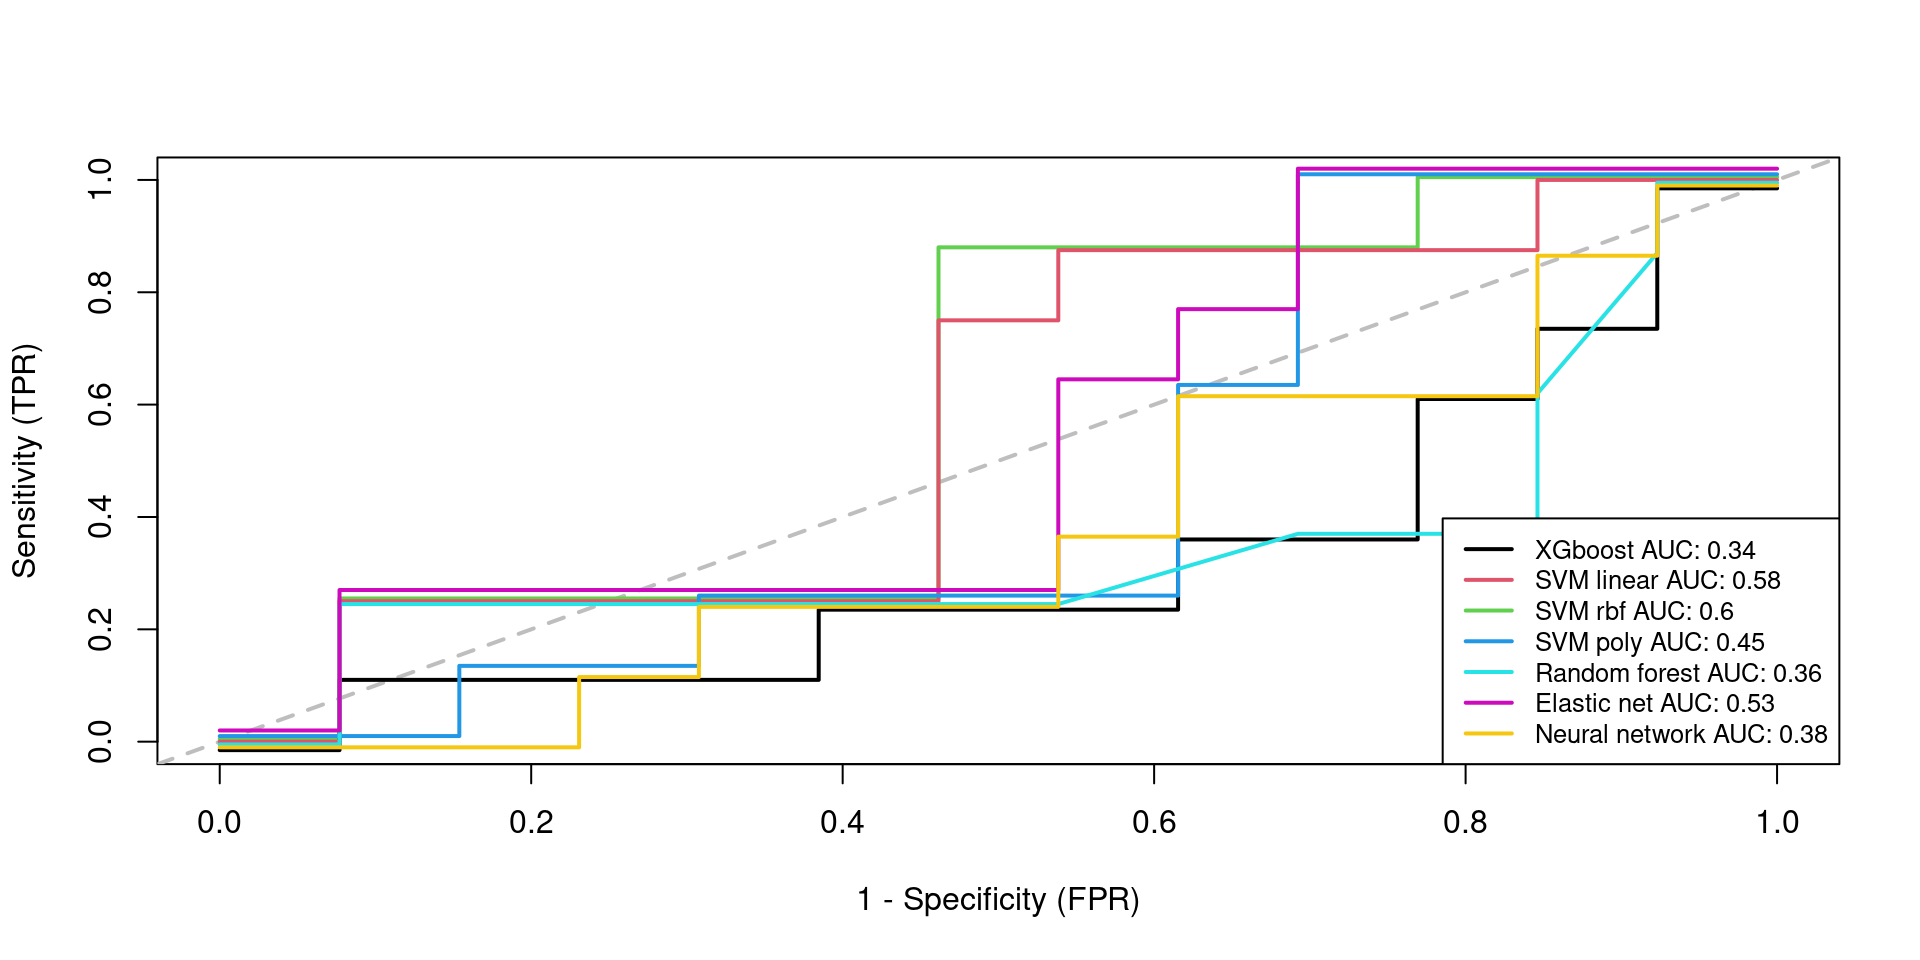 1.0
0.8
0.6
0.4
0.2
0.0
Sensitivity (TPR)
XGboost AUC: 0.34
SVM linear AUC: 0.58
SVM rbf AUC: 0.6
SVM poly AUC: 0.45
Random forest AUC: 0.36
Elastic net AUC: 0.53
Neural network AUC: 0.38
0.0 0.2 0.4 0.6 0.8 1.0
1 - Specificity (FPR)